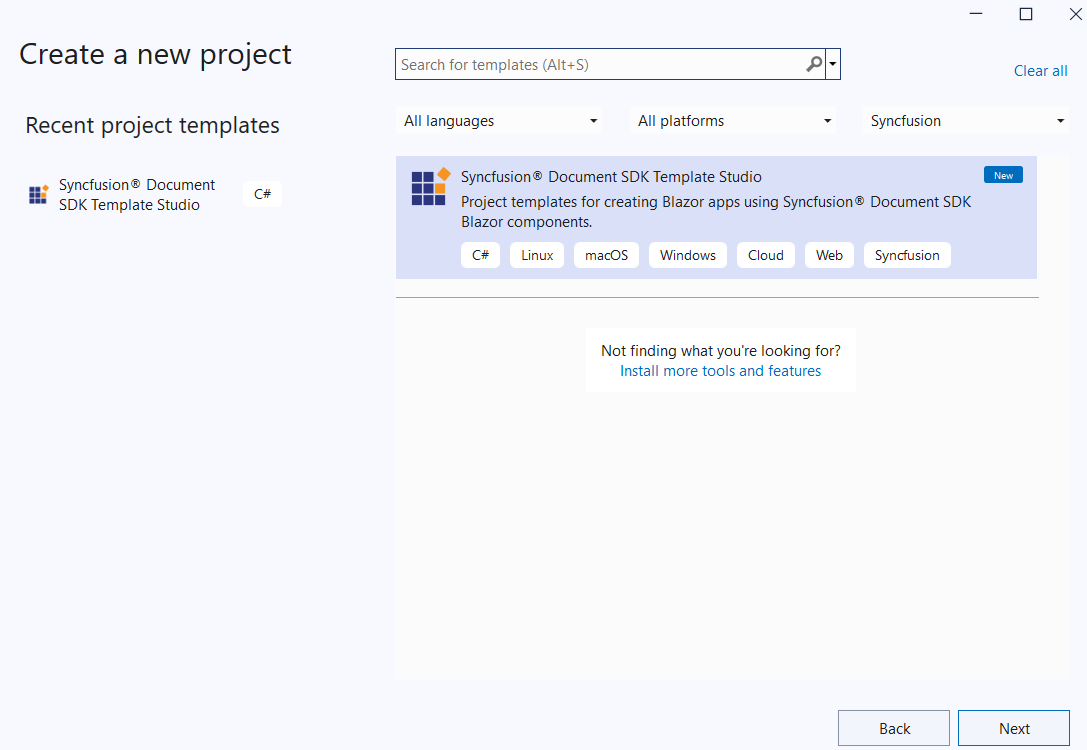 Create a new project
Search for templates (Alt+S)
Clear all
Recent project templates
All languages
All platforms
Syncfusion
Syncfusion® Document
SDK Template Studio
C#
Syncfusion® Document SDK Template Studio
New
Project templates for creating Blazor apps using Syncfusion® Document SDK
Blazor components.
C#
Linux
macOS
Windows
Cloud
Web
Syncfusion
Not finding what you're looking for?
Install more tools and features
Back
Next